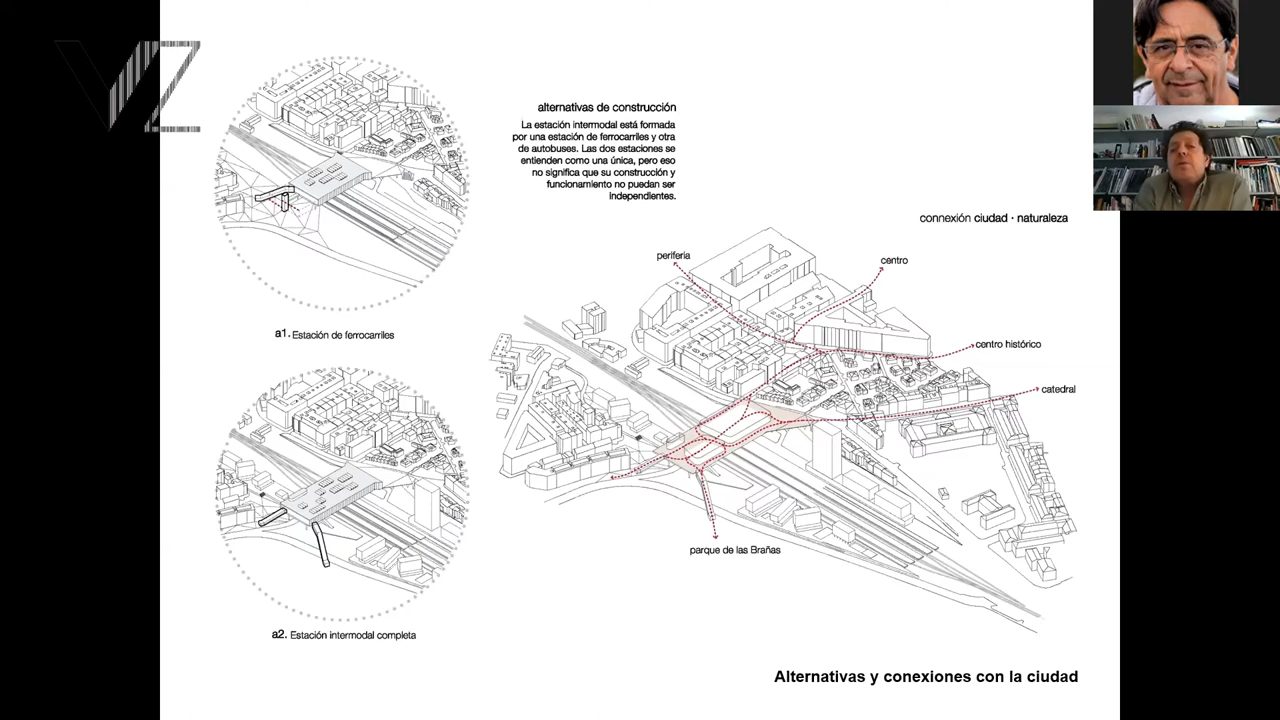 VZ
alternativas de construcción
La estación intermodal está formada
por una estación de ferrocarriles y otra
de autobuses. Las dos estaciones se
entienden como una única, pero eso
no significa que su construcción y
funcionamiento no puedan ser
independientes.
connexión ciudad · naturaleza
periferia
centro
centro histórico
catedral
parque de las Brañas
a1. Estación de ferrocarriles
a2. Estación intermodal completa
Alternativas y conexiones con la ciudad